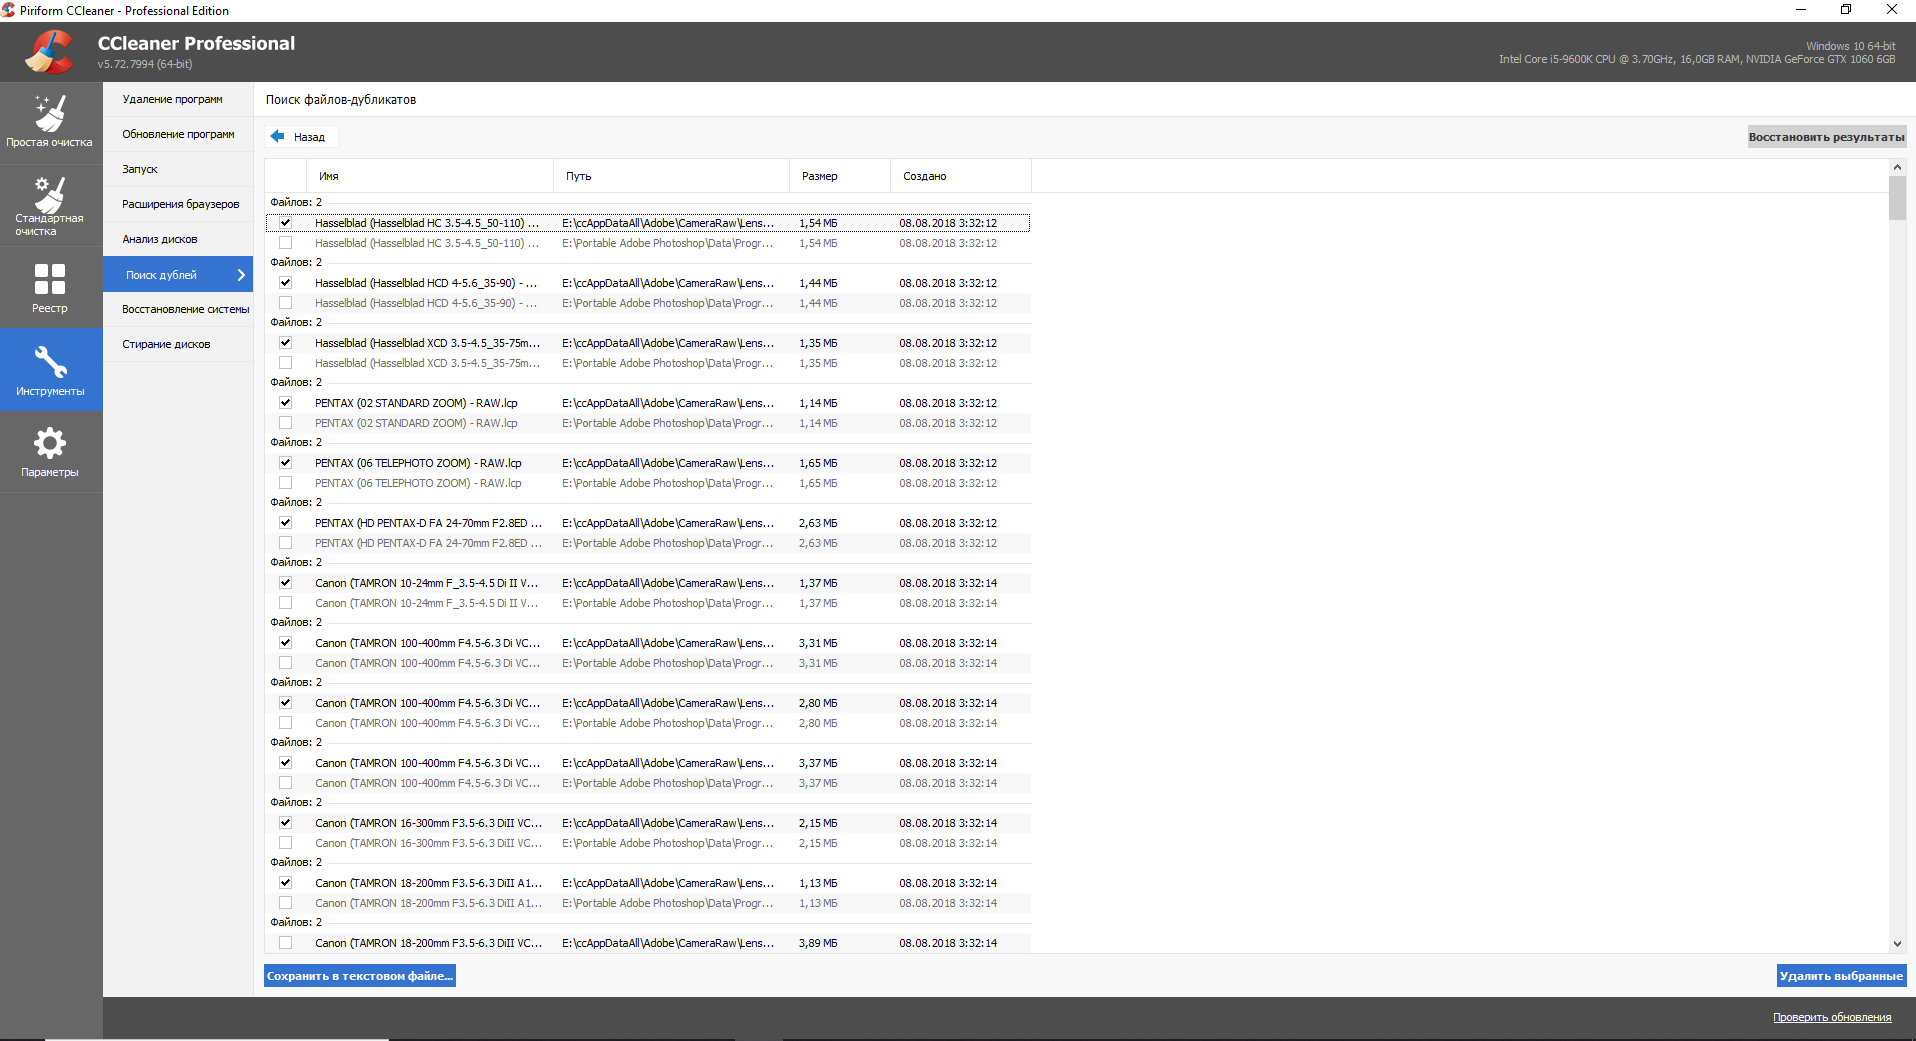 Piriform CCleaner - Professional Edition
CCleaner Professional
v5.72.7994 (64-bit)
Windows 10 64-bit
Intel Core i5-9600K CPU @ 3.70GHz, 16,0GB RAM, NVIDIA GeForce GTX 1060 6GB
Простая очистка
Стандартная очистка
Реестр
Инструменты
Параметры
Удаление программ
Обновление программ
Запуск
Расширения браузеров
Анализ дисков
Поиск дублей
Восстановление системы
Стирание дисков
Поиск файлов-дубликатов
Назад
Восстановить результаты
Имя Путь Размер Создано
Файлов: 2
Hasselblad (Hasselblad HC 3.5-4.5_50-110) ... E:\ccAppDataAll\Adobe\CameraRaw\Lens... 1,54 МБ 08.08.2018 3:32:12
Hasselblad (Hasselblad HC 3.5-4.5_50-110) ... E:\Portable Adobe Photoshop\Data\Progr... 1,54 МБ 08.08.2018 3:32:12
Файлов: 2
Hasselblad (Hasselblad HCD 4-5.6_35-90) - ... E:\ccAppDataAll\Adobe\CameraRaw\Lens... 1,44 МБ 08.08.2018 3:32:12
Hasselblad (Hasselblad HCD 4-5.6_35-90) - ... E:\Portable Adobe Photoshop\Data\Progr... 1,44 МБ 08.08.2018 3:32:12
Файлов: 2
Hasselblad (Hasselblad XCD 3.5-4.5_35-75m... E:\ccAppDataAll\Adobe\CameraRaw\Lens... 1,35 МБ 08.08.2018 3:32:12
Hasselblad (Hasselblad XCD 3.5-4.5_35-75m... E:\Portable Adobe Photoshop\Data\Progr... 1,35 МБ 08.08.2018 3:32:12
Файлов: 2
PENTAX (02 STANDARD ZOOM) - RAW.lcp E:\ccAppDataAll\Adobe\CameraRaw\Lens... 1,14 МБ 08.08.2018 3:32:12
PENTAX (02 STANDARD ZOOM) - RAW.lcp E:\Portable Adobe Photoshop\Data\Progr... 1,14 МБ 08.08.2018 3:32:12
Файлов: 2
PENTAX (06 TELEPHOTO ZOOM) - RAW.lcp E:\ccAppDataAll\Adobe\CameraRaw\Lens... 1,65 МБ 08.08.2018 3:32:12
PENTAX (06 TELEPHOTO ZOOM) - RAW.lcp E:\Portable Adobe Photoshop\Data\Progr... 1,65 МБ 08.08.2018 3:32:12
Файлов: 2
PENTAX (HD PENTAX-D FA 24-70mm F2.8ED ... E:\ccAppDataAll\Adobe\CameraRaw\Lens... 2,63 МБ 08.08.2018 3:32:12
PENTAX (HD PENTAX-D FA 24-70mm F2.8ED ... E:\Portable Adobe Photoshop\Data\Progr... 2,63 МБ 08.08.2018 3:32:12
Файлов: 2
Canon (TAMRON 10-24mm F_3.5-4.5 Di II V... E:\ccAppDataAll\Adobe\CameraRaw\Lens... 1,37 МБ 08.08.2018 3:32:14
Canon (TAMRON 10-24mm F_3.5-4.5 Di II V... E:\Portable Adobe Photoshop\Data\Progr... 1,37 МБ 08.08.2018 3:32:14
Файлов: 2
Canon (TAMRON 100-400mm F4.5-6.3 Di VC... E:\ccAppDataAll\Adobe\CameraRaw\Lens... 3,31 МБ 08.08.2018 3:32:14
Canon (TAMRON 100-400mm F4.5-6.3 Di VC... E:\Portable Adobe Photoshop\Data\Progr... 3,31 МБ 08.08.2018 3:32:14
Файлов: 2
Canon (TAMRON 100-400mm F4.5-6.3 Di VC... E:\ccAppDataAll\Adobe\CameraRaw\Lens... 2,80 МБ 08.08.2018 3:32:14
Canon (TAMRON 100-400mm F4.5-6.3 Di VC... E:\Portable Adobe Photoshop\Data\Progr... 2,80 МБ 08.08.2018 3:32:14
Файлов: 2
Canon (TAMRON 100-400mm F4.5-6.3 Di VC... E:\ccAppDataAll\Adobe\CameraRaw\Lens... 3,37 МБ 08.08.2018 3:32:14
Canon (TAMRON 100-400mm F4.5-6.3 Di VC... E:\Portable Adobe Photoshop\Data\Progr... 3,37 МБ 08.08.2018 3:32:14
Файлов: 2
Canon (TAMRON 16-300mm F3.5-6.3 DiII VC... E:\ccAppDataAll\Adobe\CameraRaw\Lens... 2,15 МБ 08.08.2018 3:32:14
Canon (TAMRON 16-300mm F3.5-6.3 DiII VC... E:\Portable Adobe Photoshop\Data\Progr... 2,15 МБ 08.08.2018 3:32:14
Файлов: 2
Canon (TAMRON 18-200mm F3.5-6.3 DiII A1... E:\ccAppDataAll\Adobe\CameraRaw\Lens... 1,13 МБ 08.08.2018 3:32:14
Canon (TAMRON 18-200mm F3.5-6.3 DiII A1... E:\Portable Adobe Photoshop\Data\Progr... 1,13 МБ 08.08.2018 3:32:14
Файлов: 2
Canon (TAMRON 18-200mm F3.5-6.3 DiII VC... E:\ccAppDataAll\Adobe\CameraRaw\Lens... 3,89 МБ 08.08.2018 3:32:14
Сохранить в текстовом файле...
Удалить выбранные
Проверить обновления